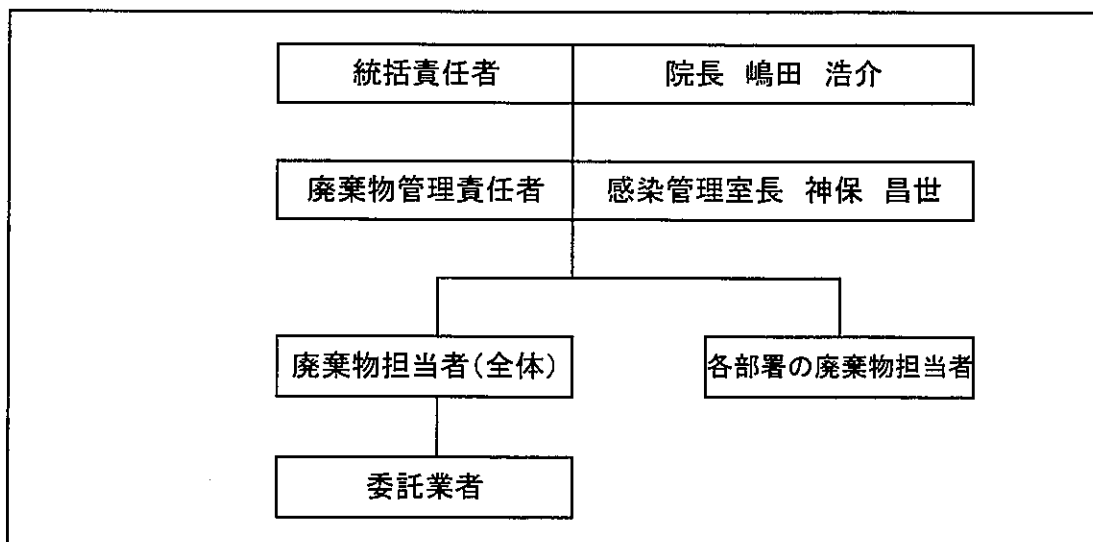 統括責任者 院長 嶋田 浩介
廃棄物管理責任者 感染管理室長 神保 昌世
廃棄物担当者(全体) 各部署の廃棄物担当者
委託業者